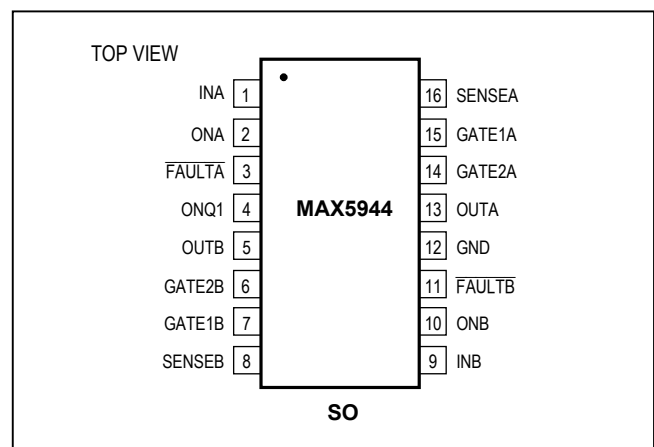 TOP VIEW
INA 1
ONA 2
FAULTA 3
ONQ1 4
OUTB 5
GATE2B 6
GATE1B 7
SENSEB 8
MAX5944
16 SENSEA
15 GATE1A
14 GATE2A
13 OUTA
12 GND
11 FAULTB
10 ONB
9 INB
SO